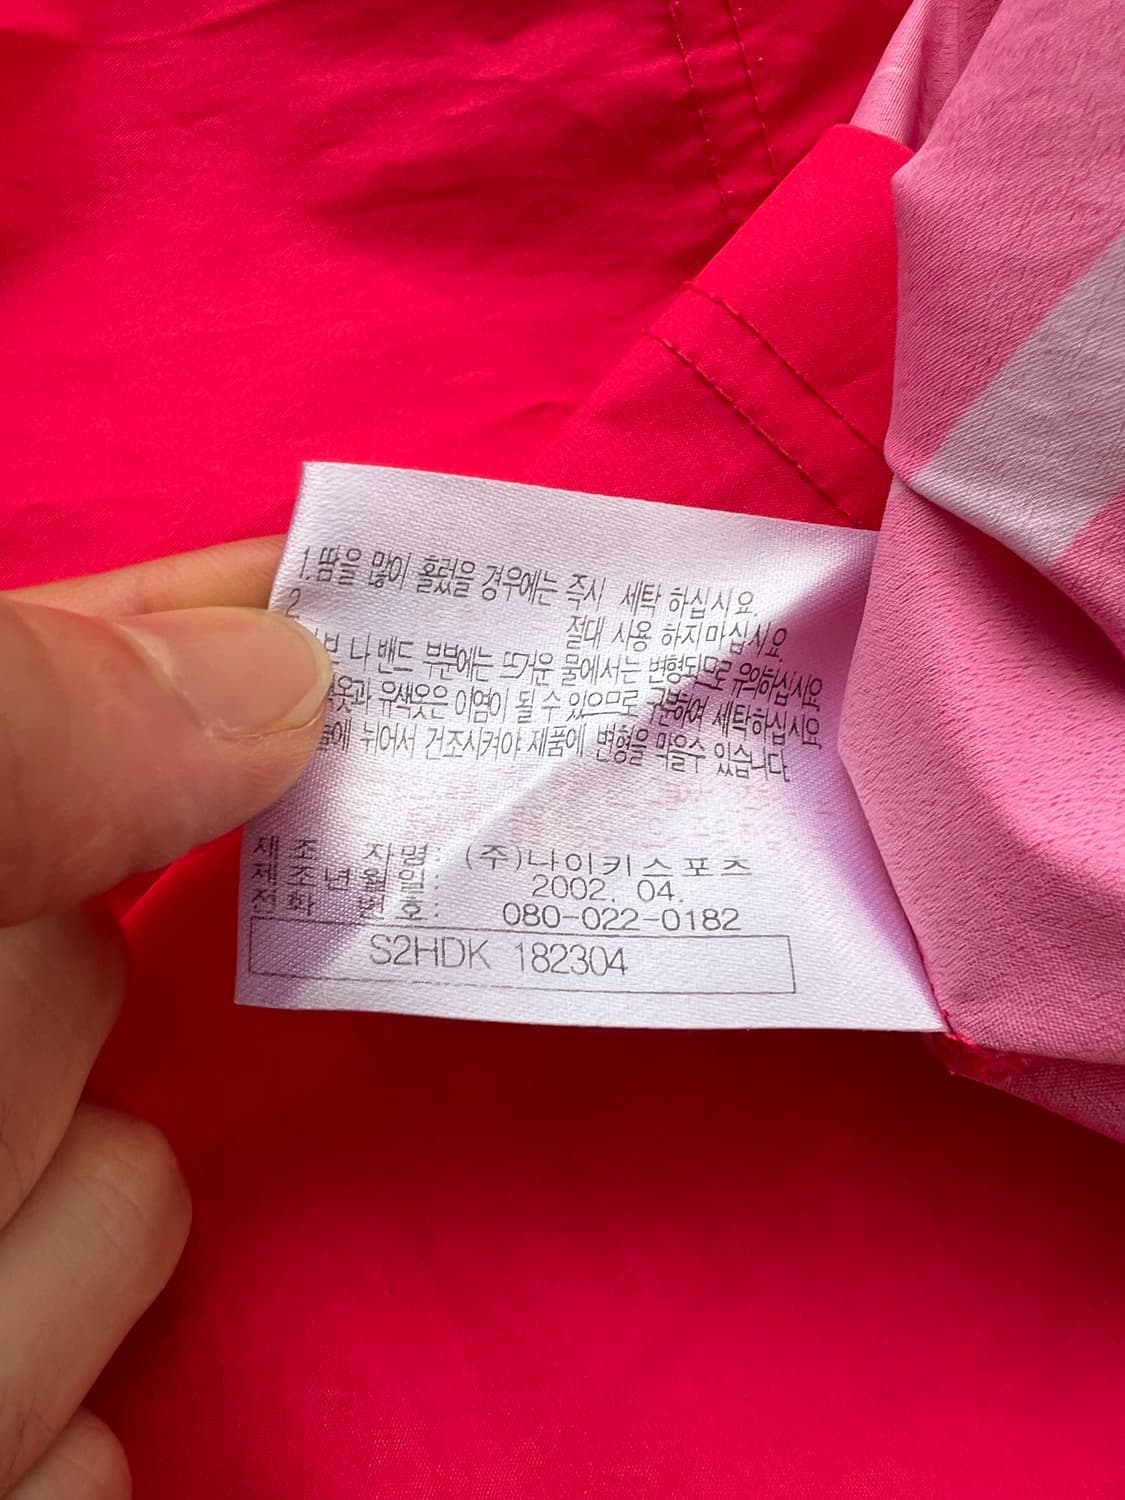 1.땀을 많이 흘렸을 경우에는 즉시 세탁 하십시요.
2 절대 사용 하지마십시요.
나 밴드 부분에는 뜨거운 물에서는 변형되므로 유의하십시요
유색옷은 이염이 될 수 있으므로 구분하여 세탁하십시요
뉘어서 건조시켜야 제품에 변형을 막을수 있습니다.
제 조 자명: (주)나이키스포츠
제조년월일: 2002. 04.
전화 번호: 080-022-0182
S2HDK 182304